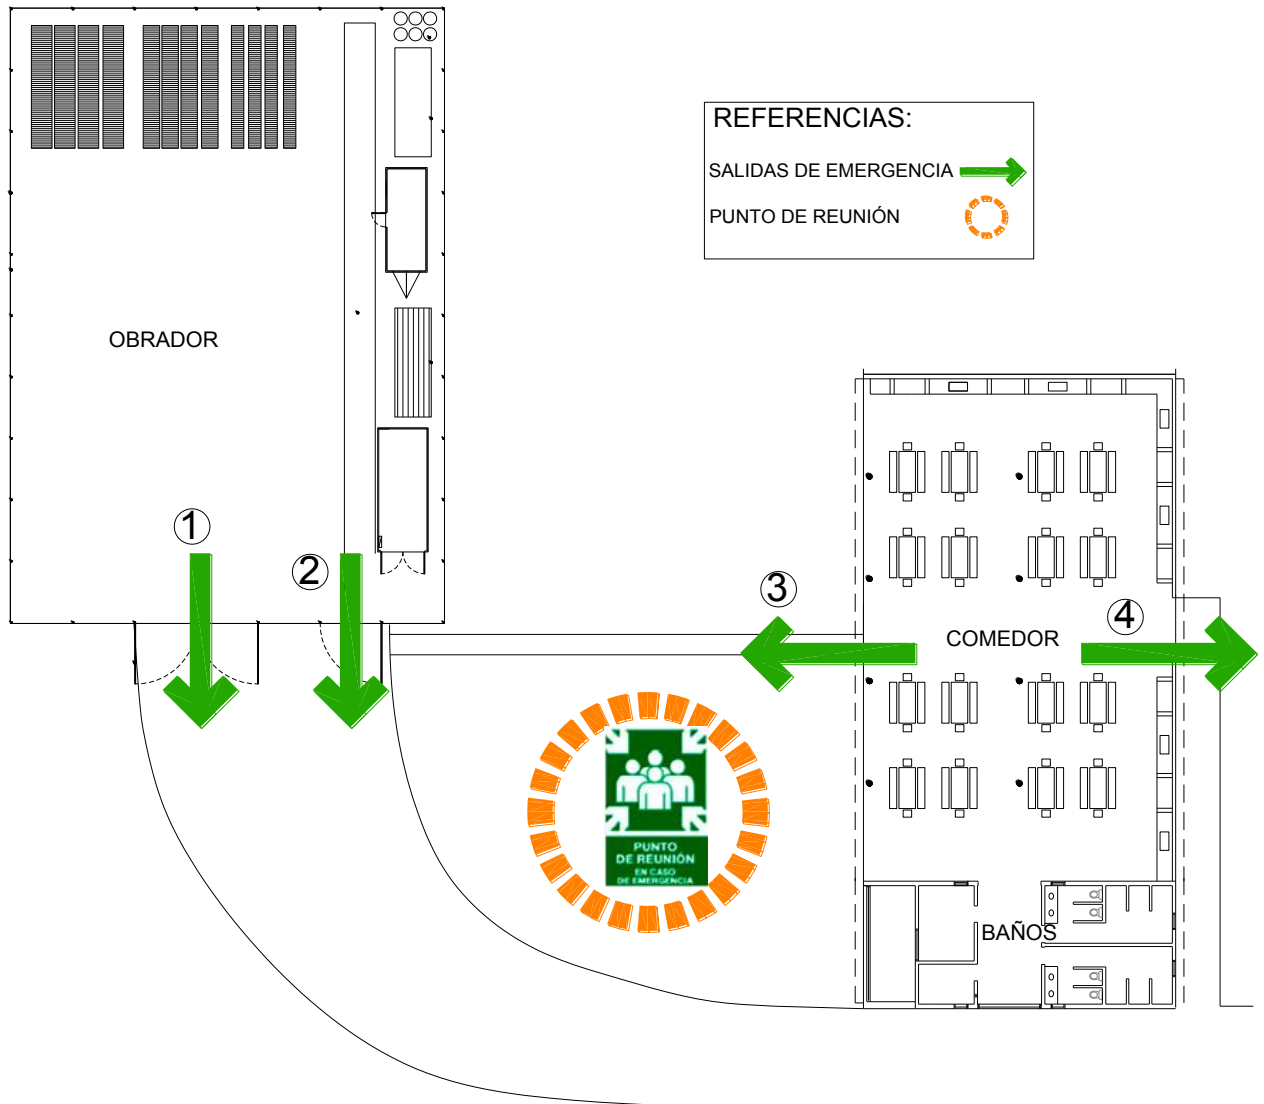 REFERENCIAS:
SALIDAS DE EMERGENCIA
PUNTO DE REUNIÓN
OBRADOR
1
2
3
4
COMEDOR
PUNTO
DE REUNIÓN
EN CASO
DE EMERGENCIA
BAÑOS